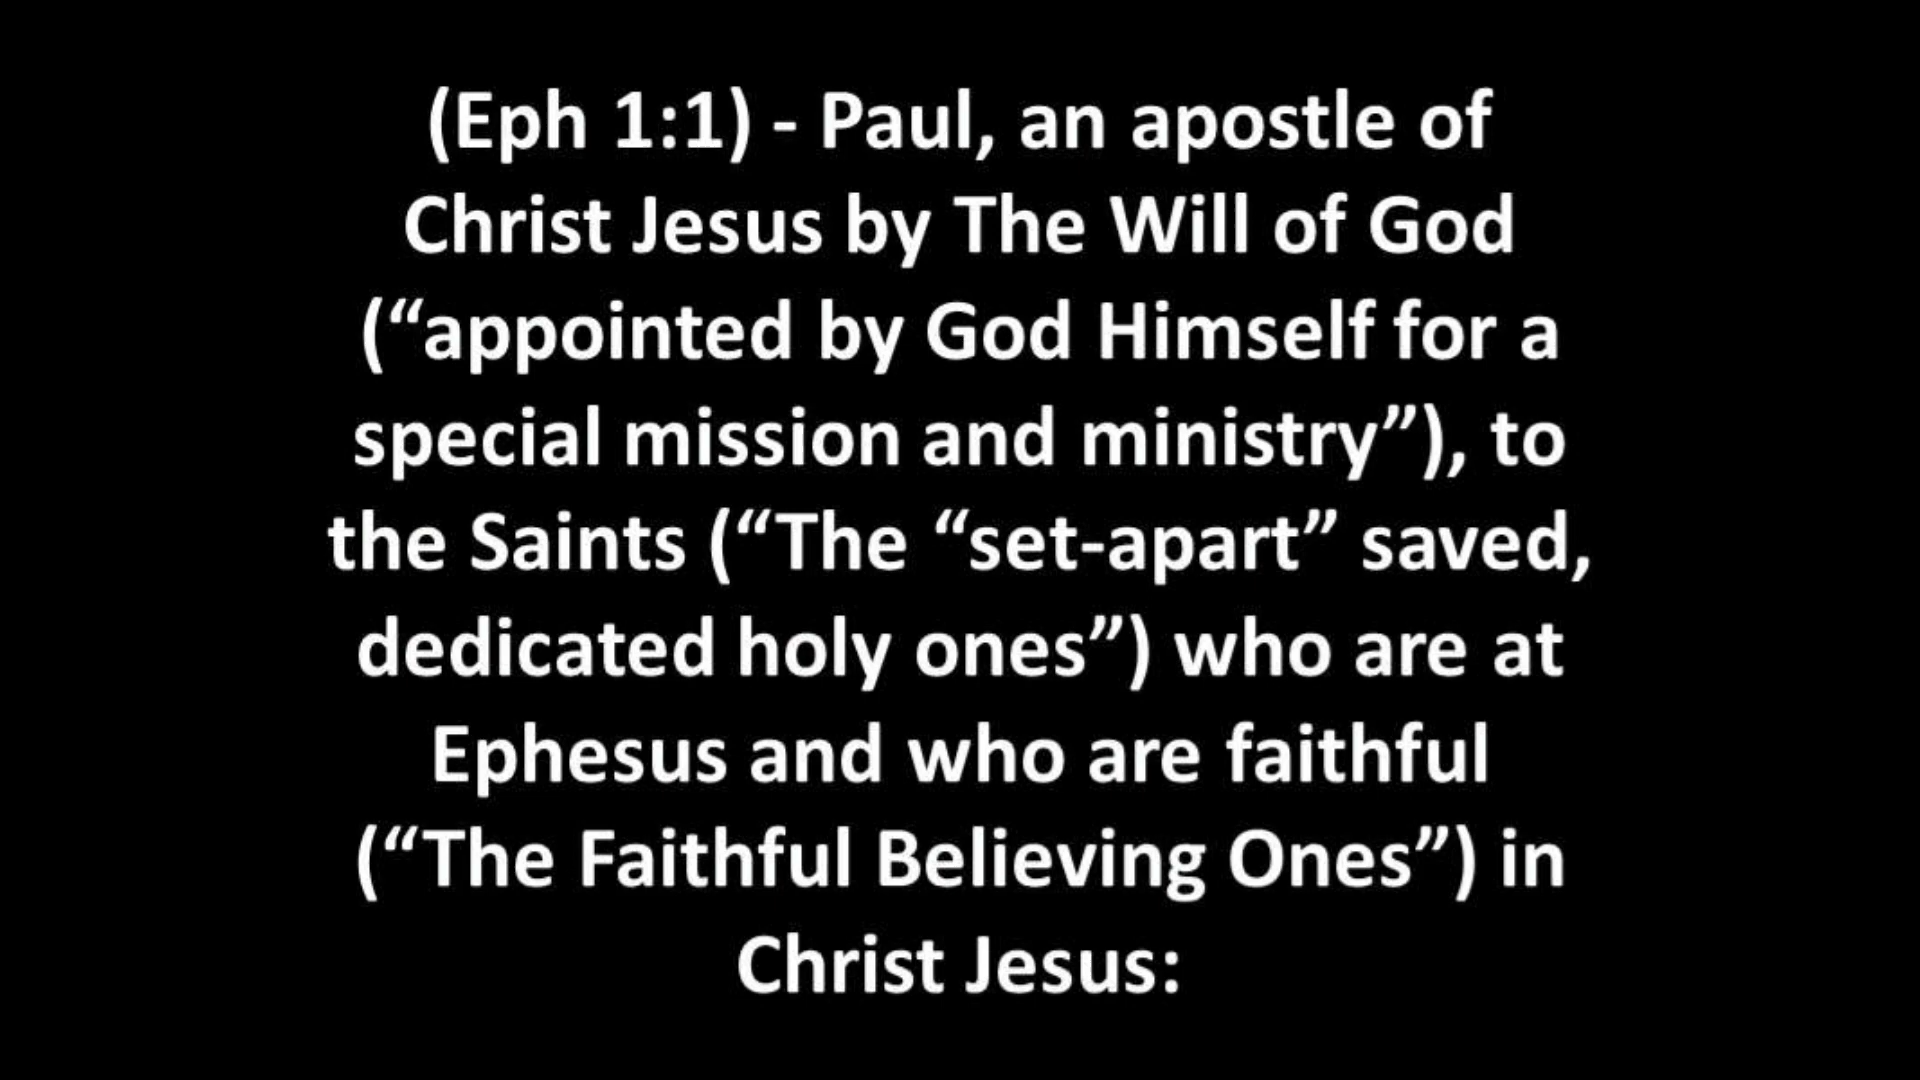 (Eph 1:1) - Paul, an apostle of
Christ Jesus by The Will of God
(“appointed by God Himself for a
special mission and ministry”), to
the Saints (“The “set-apart” saved,
dedicated holy ones”) who are at
Ephesus and who are faithful
(“The Faithful Believing Ones”) in
Christ Jesus: